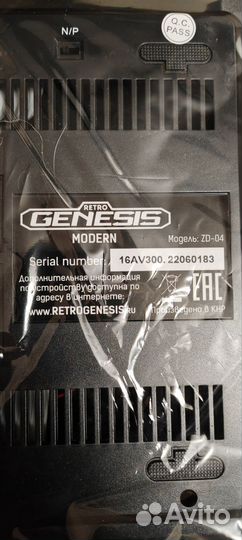 N/P
Q.C.
PASS
RETRO
GENESIS
MODERN
Модель: ZD-04
Serial number: 16AV300. 22060183
Дополнительная информация
по устройству доступна по
адресу в интернете:
WWW.RETROGENESIS.RU
Произведено в КНР
EAC
Avito